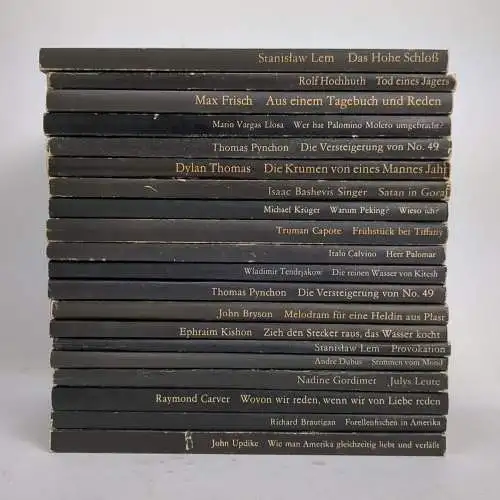 Stanisław Lem Das Hohe Schloß
Rolf Hochhuth Tod eines Jägers
Max Frisch Aus einem Tagebuch und Reden
Mario Vargas Llosa Wer hat Palomino Molero umgebracht?
Thomas Pynchon Die Versteigerung von No. 49
Dylan Thomas Die Krumen von eines Mannes Jahr
Isaac Bashevis Singer Satan in Goraj
Michael Krüger Warum Peking? Wieso ich?
Truman Capote Frühstück bei Tiffany
Italo Calvino Herr Palomar
Wladimir Tendrjakow Die reinen Wasser von Kitesh
Thomas Pynchon Die Versteigerung von No. 49
John Bryson Melodram für eine Heldin aus Plast
Ephraim Kishon Zieh den Stecker raus, das Wasser kocht
Stanisław Lem Provokation
Andre Dubus Stimmen vom Mond
Nadine Gordimer Julys Leute
Raymond Carver Wovon wir reden, wenn wir von Liebe reden
Richard Brautigan Forellenfischen in Amerika
John Updike Wie man Amerika gleichzeitig liebt und verläßt